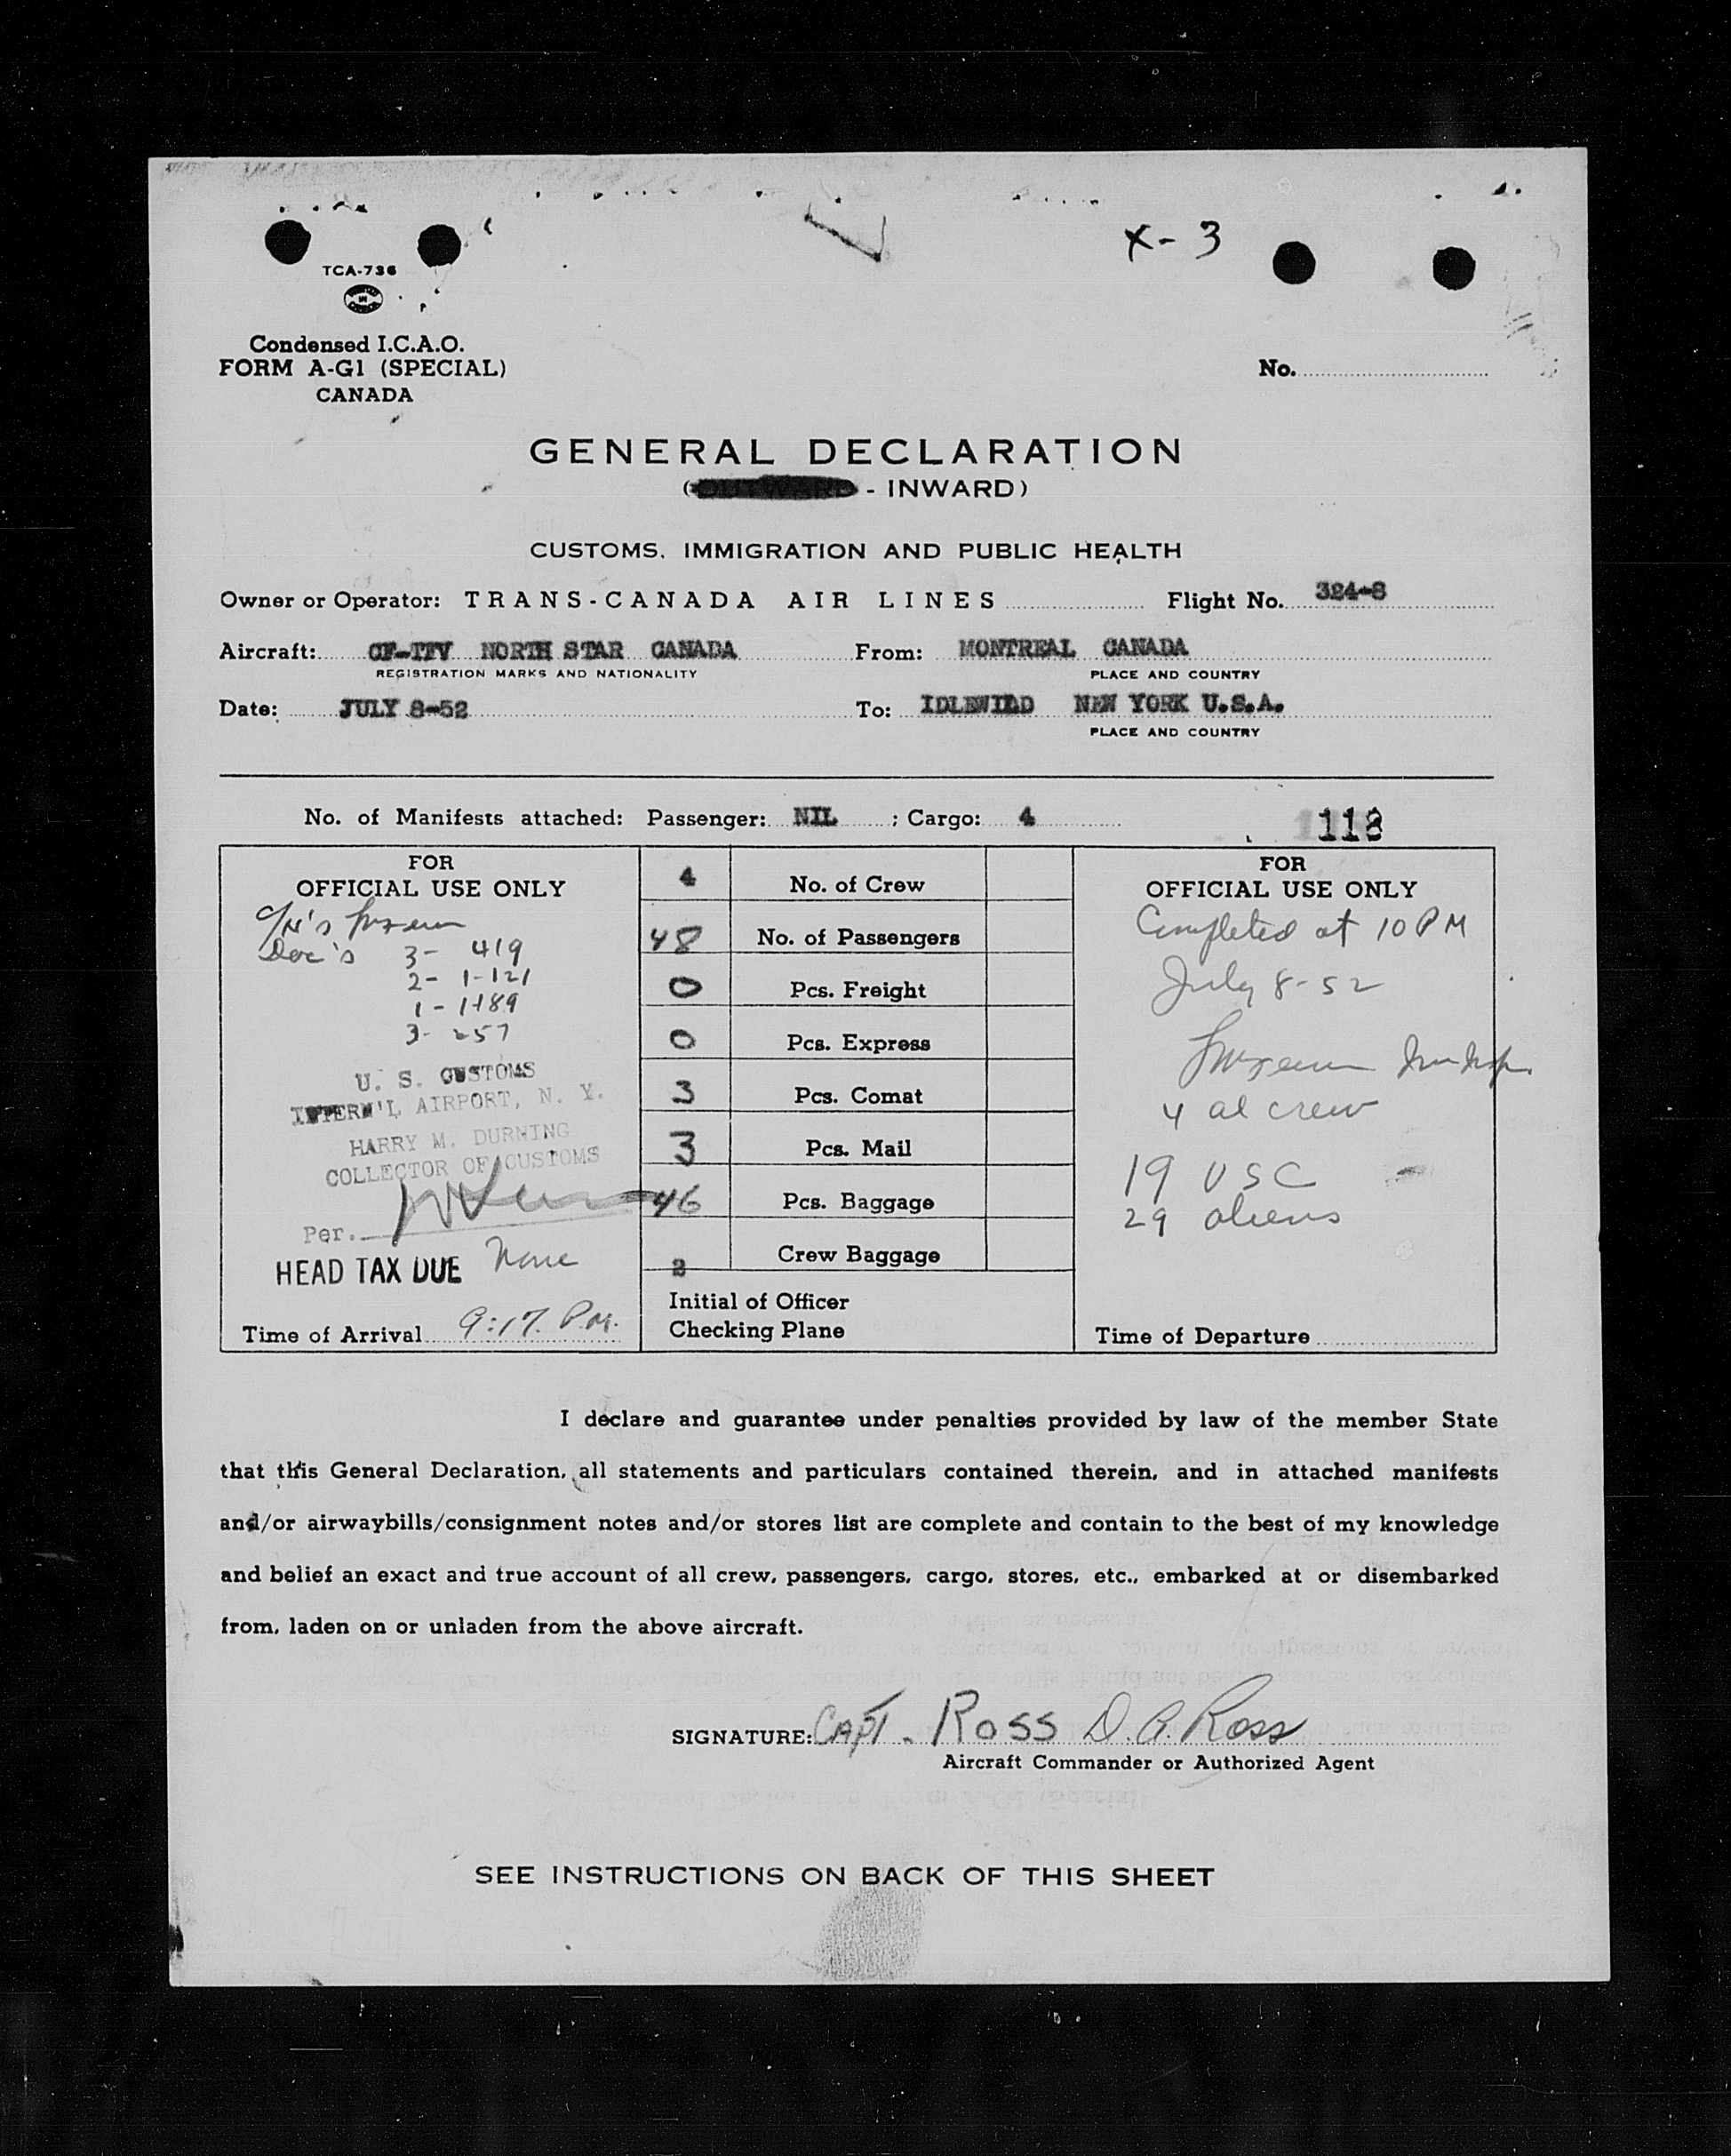 X- 3
TCA-736
Condensed I.C.A.O.
FORM A-G1 (SPECIAL)
CANADA
No.
GENERAL DECLARATION
(OUTWARD - INWARD)
CUSTOMS, IMMIGRATION AND PUBLIC HEALTH
Owner or Operator: TRANS-CANADA AIR LINES Flight No. 324-8
Aircraft: CF-TFV NORTH STAR CANADA From: MONTREAL CANADA
REGISTRATION MARKS AND NATIONALITY PLACE AND COUNTRY
Date: JULY 8-52 To: IDLEWILD NEW YORK U.S.A.
PLACE AND COUNTRY
No. of Manifests attached: Passenger: NIL ; Cargo: 4
118
FOR
OFFICIAL USE ONLY
Doc's 3- 419
2- 1-121
1- 1489
3- 257
U. S. CUSTOMS
INTERN'L AIRPORT, N. Y.
HARRY M. DURNING
COLLECTOR OF CUSTOMS
Per.
HEAD TAX DUE None
Time of Arrival 9:17. P.M.
4 No. of Crew
48 No. of Passengers
0 Pcs. Freight
0 Pcs. Express
3 Pcs. Comat
3 Pcs. Mail
46 Pcs. Baggage
2 Crew Baggage
Initial of Officer
Checking Plane
FOR
OFFICIAL USE ONLY
Completed at 10 PM
July 8-52
4 al crew
19 USC
29 aliens
Time of Departure
I declare and guarantee under penalties provided by law of the member State
that this General Declaration, all statements and particulars contained therein, and in attached manifests
and/or airwaybills/consignment notes and/or stores list are complete and contain to the best of my knowledge
and belief an exact and true account of all crew, passengers, cargo, stores, etc., embarked at or disembarked
from, laden on or unladen from the above aircraft.
SIGNATURE: CAPT. ROSS D. A. Ross
Aircraft Commander or Authorized Agent
SEE INSTRUCTIONS ON BACK OF THIS SHEET